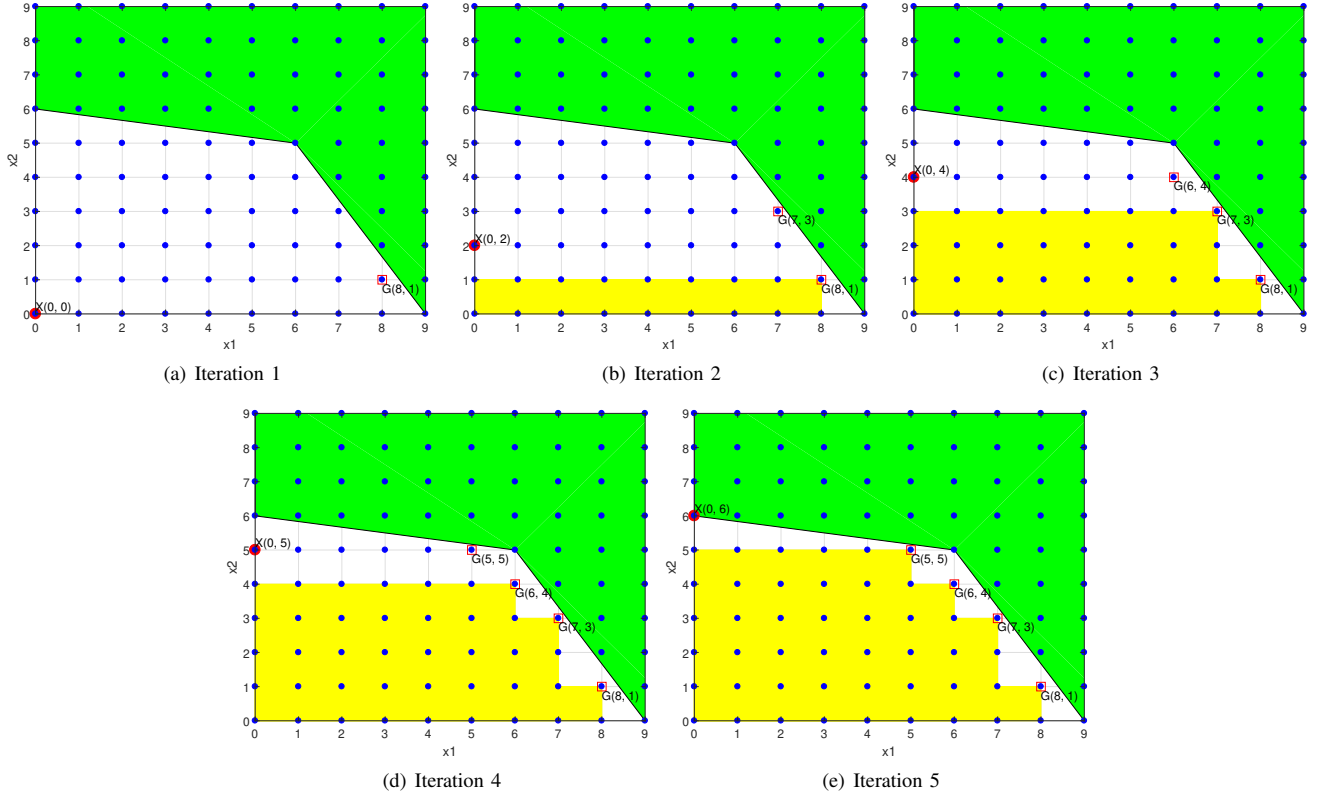 9
8
7
6
5
4
3
2
1
0
x2
X(0, 0)
G(8, 1)
0 1 2 3 4 5 6 7 8 9
x1
(a) Iteration 1
9
8
7
6
5
4
3
2
1
0
x2
X(0, 2)
G(7, 3)
G(8, 1)
0 1 2 3 4 5 6 7 8 9
x1
(b) Iteration 2
9
8
7
6
5
4
3
2
1
0
x2
X(0, 4)
G(6, 4)
G(7, 3)
G(8, 1)
0 1 2 3 4 5 6 7 8 9
x1
(c) Iteration 3
9
8
7
6
5
4
3
2
1
0
x2
X(0, 5)
G(5, 5)
G(6, 4)
G(7, 3)
G(8, 1)
0 1 2 3 4 5 6 7 8 9
x1
(d) Iteration 4
9
8
7
6
5
4
3
2
1
0
x2
X(0, 6)
G(5, 5)
G(6, 4)
G(7, 3)
G(8, 1)
0 1 2 3 4 5 6 7 8 9
x1
(e) Iteration 5